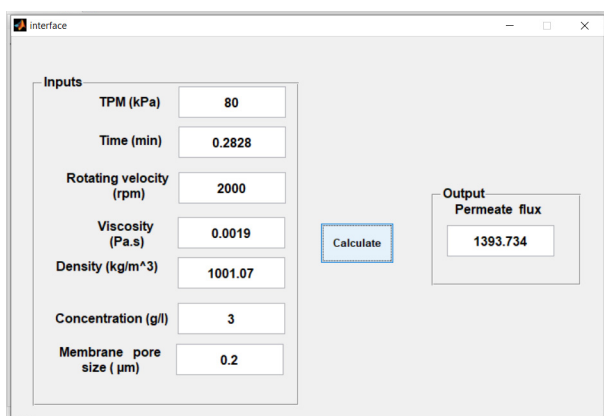 interface
Inputs
TPM (kPa)
80
Time (min)
0.2828
Rotating velocity
(rpm)
2000
Viscosity
(Pa.s)
0.0019
Density (kg/m^3)
1001.07
Concentration (g/l)
3
Membrane pore
size ( µm)
0.2
Calculate
Output
Permeate flux
1393.734